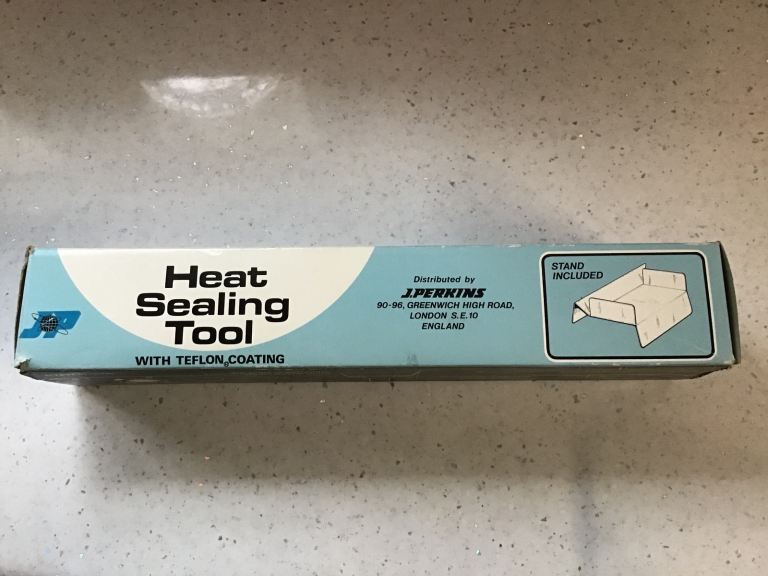 Heat
Sealing
Tool
WITH TEFLON® COATING
JP
Distributed by
J.PERKINS
90-96, GREENWICH HIGH ROAD,
LONDON S.E.10
ENGLAND
STAND
INCLUDED